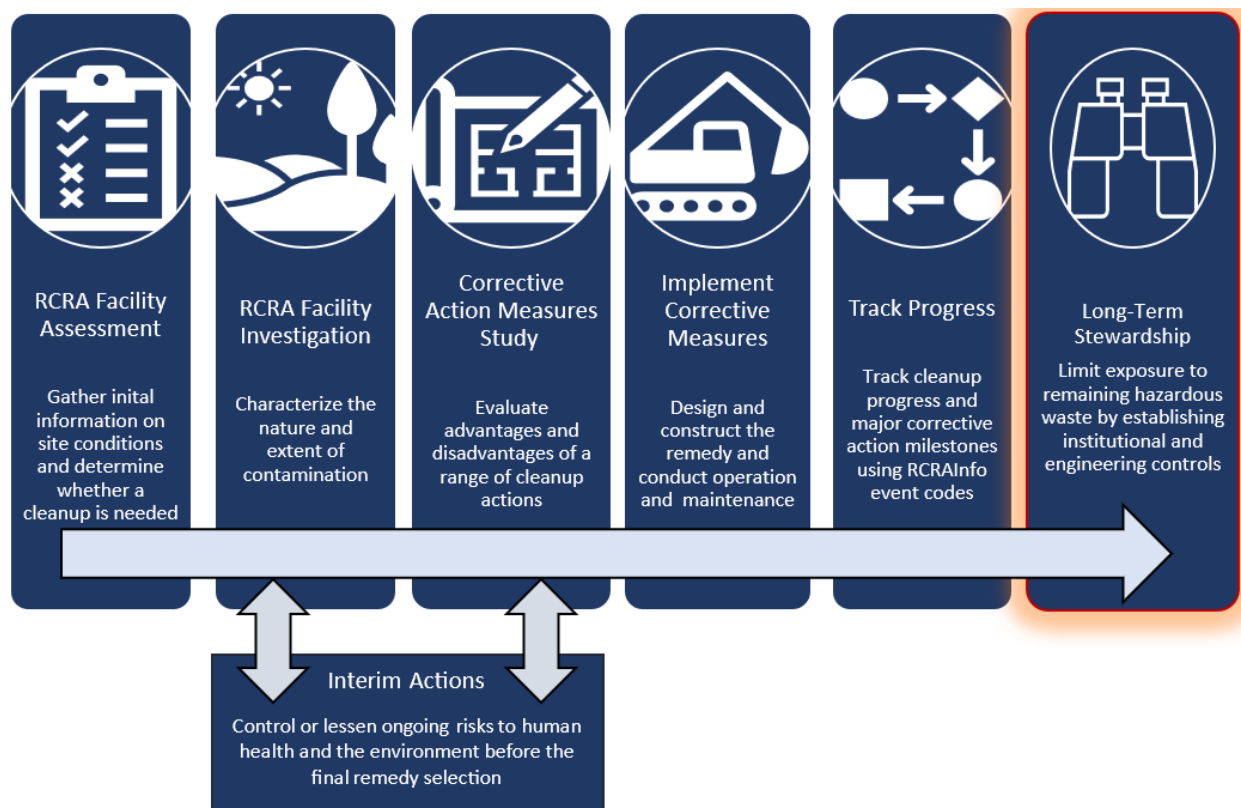 RCRA Facility
Assessment
Gather inital
information on
site conditions
and determine
whether a
cleanup is needed
RCRA Facility
Investigation
Characterize the
nature and
extent of
contamination
Corrective
Action Measures
Study
Evaluate
advantages and
disadvantages of a
range of cleanup
actions
Implement
Corrective
Measures
Design and
construct the
remedy and
conduct operation
and maintenance
Track Progress
Track cleanup
progress and
major corrective
action milestones
using RCRAInfo
event codes
Long-Term
Stewardship
Limit exposure to
remaining hazardous
waste by establishing
institutional and
engineering controls
Interim Actions
Control or lessen ongoing risks to human
health and the environment before the
final remedy selection